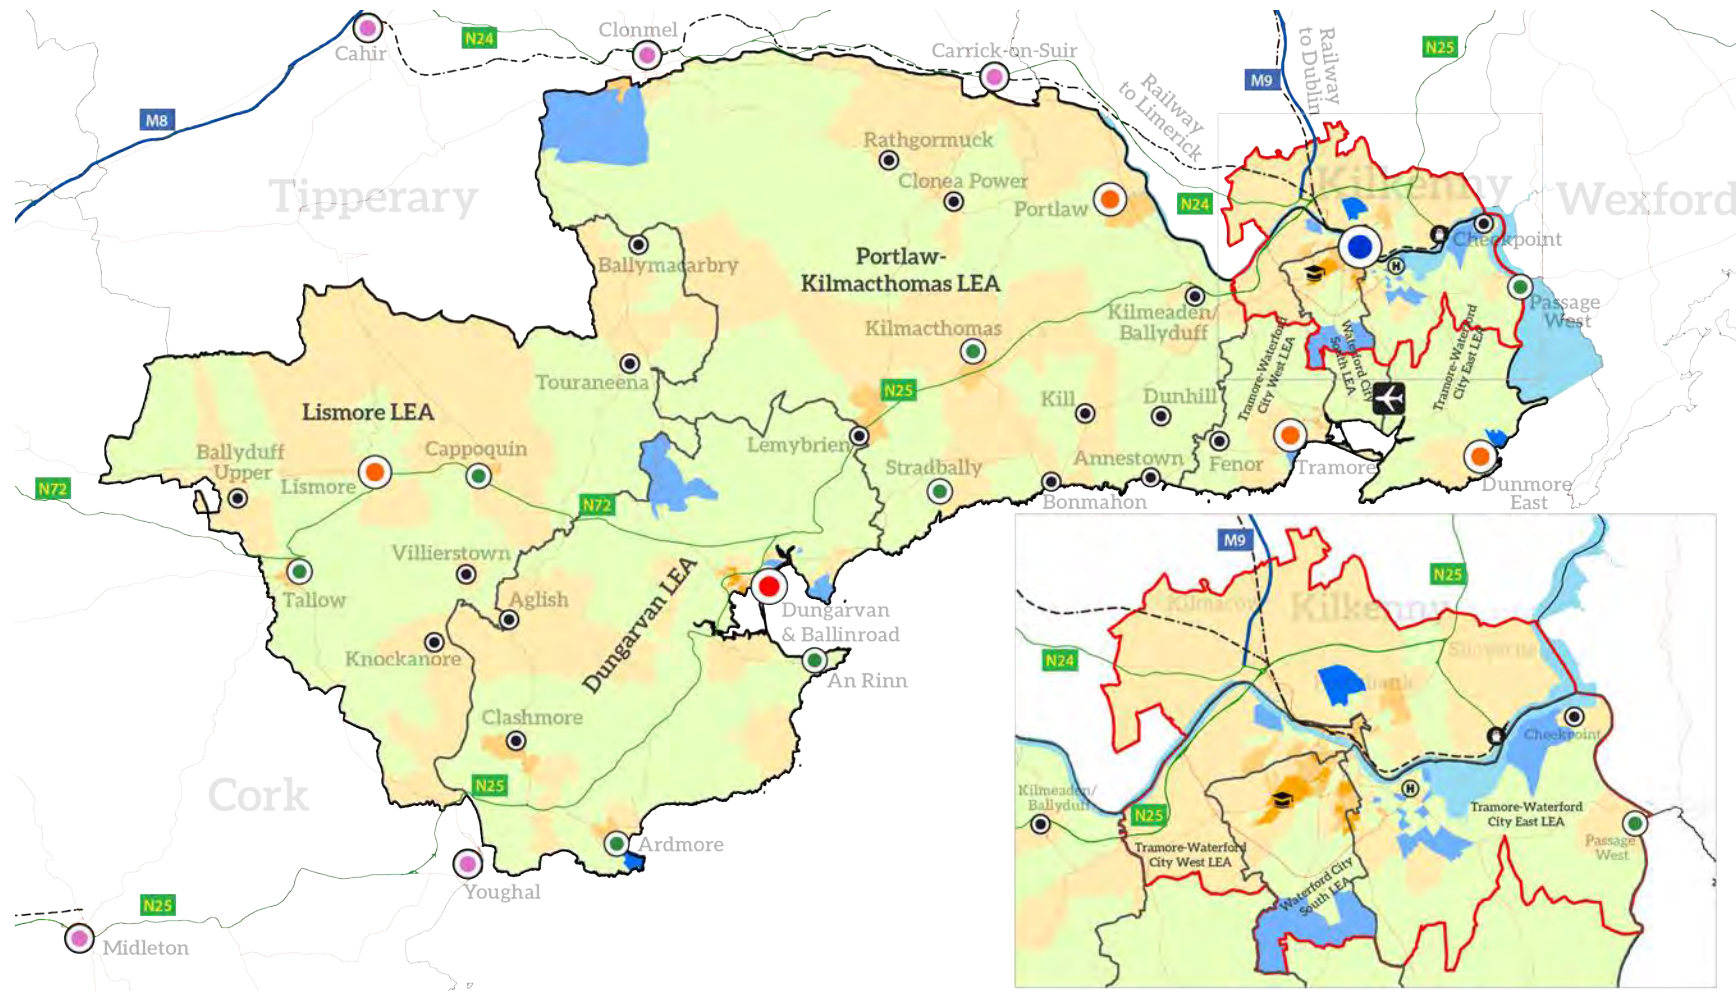 Cahir
N24
Clonmel
Carrick-on-Suir
Railway
to Limerick
M9
Railway
to Dublin
N25
M8
Tipperary
Rathgormuck
Clonea Power
Portlaw
N24
Kilkenny
Wexford
Checkpoint
Ballymacarbry
Portlaw-
Kilmacthomas LEA
Kilmeaden/
Ballyduff
Passage
West
Kilmacthomas
Touraneena
N25
Tramore-Waterford
City West LEA
Waterford City
South LEA
Tramore-Waterford
City East LEA
Lismore LEA
Kill
Dunhill
Ballyduff
Upper
Cappoquin
Lemybrien
Lismore
Stradbally
Annestown
Fenor
Tramore
Dunmore
East
N72
N72
Bonmahon
Villierstown
Tallow
Aglish
Dungarvan LEA
Dungarvan
& Ballinroad
Knockanore
An Rinn
Clashmore
Cork
N25
Ardmore
Youghal
N25
Midleton
M9
N25
Kilmacow
Kilkenny
N24
H
Cheekpoint
Kilmeaden/
Ballyduff
N25
Tramore-Waterford
City East LEA
Tramore-Waterford
City West LEA
Passage
West
Waterford City
South LEA
H